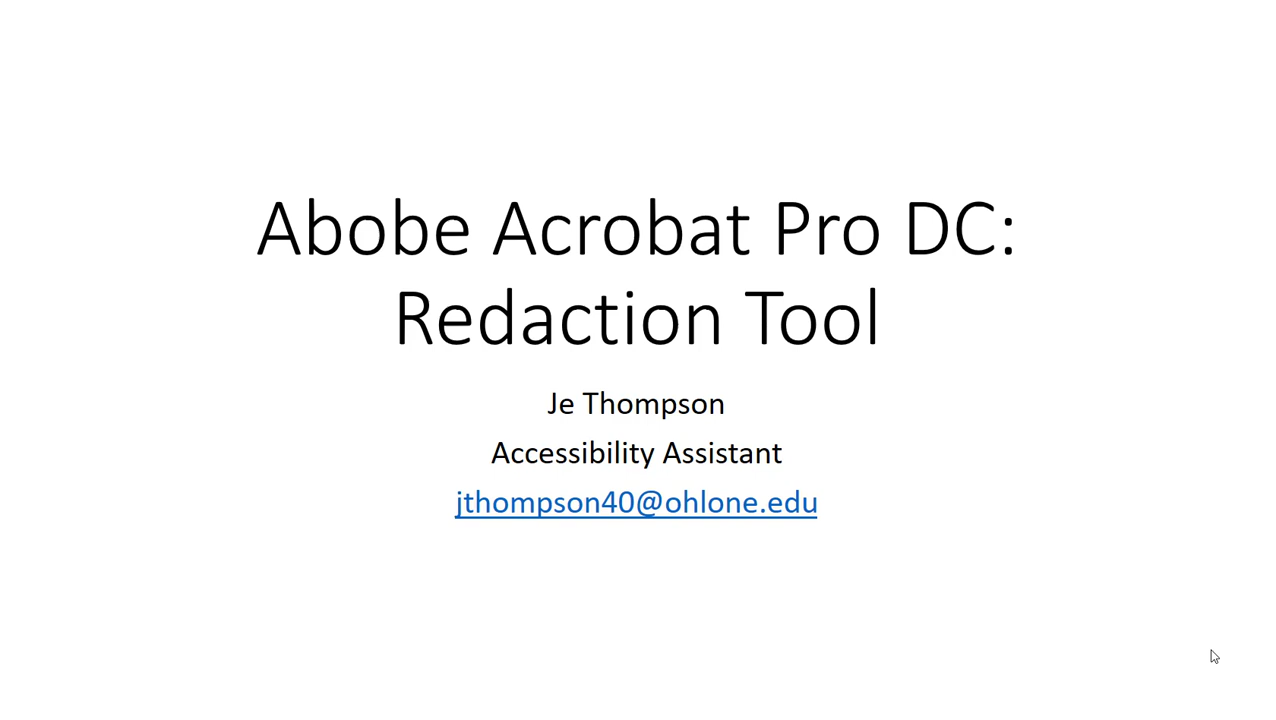 Abobe Acrobat Pro DC:
Redaction Tool
Je Thompson
Accessibility Assistant
jthompson40@ohlone.edu